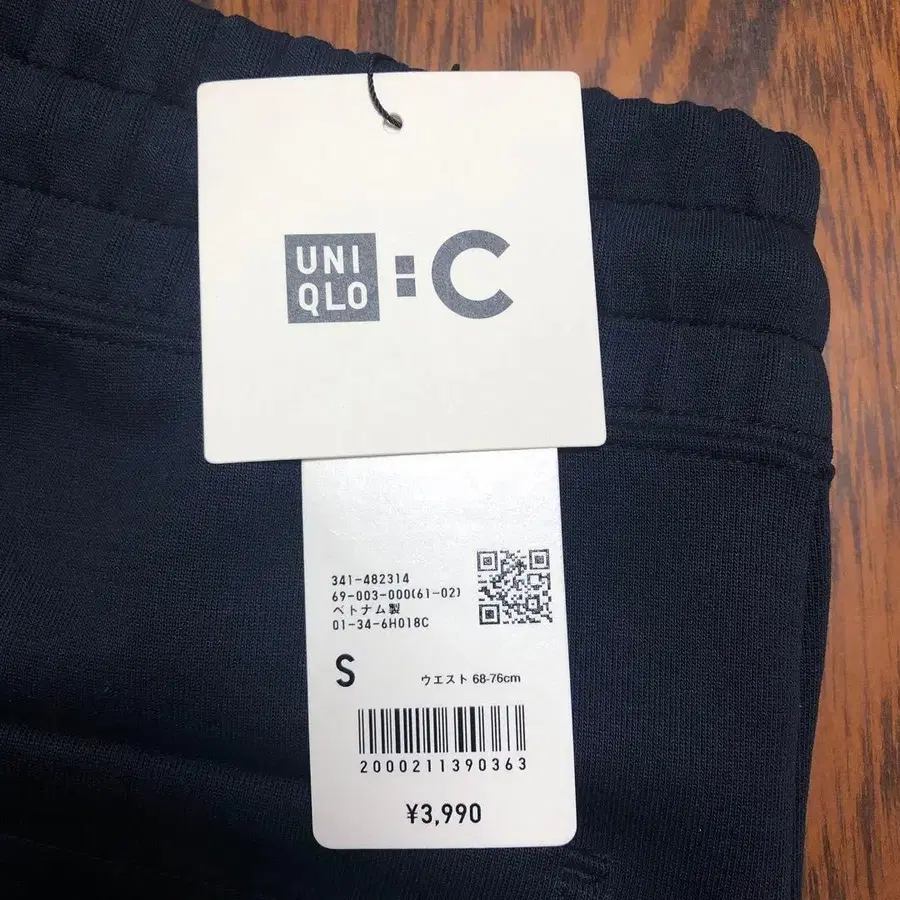 UNI
QLO : C
341-482314
69-003-000(61-02)
ベトナム製
01-34-6H018C
S
ウエスト 68-76cm
2000211390363
¥3,990